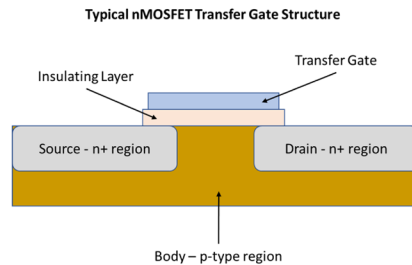 Typical nMOSFET Transfer Gate Structure
Transfer Gate
Insulating Layer
Source - n+ region
Drain - n+ region
Body – p-type region